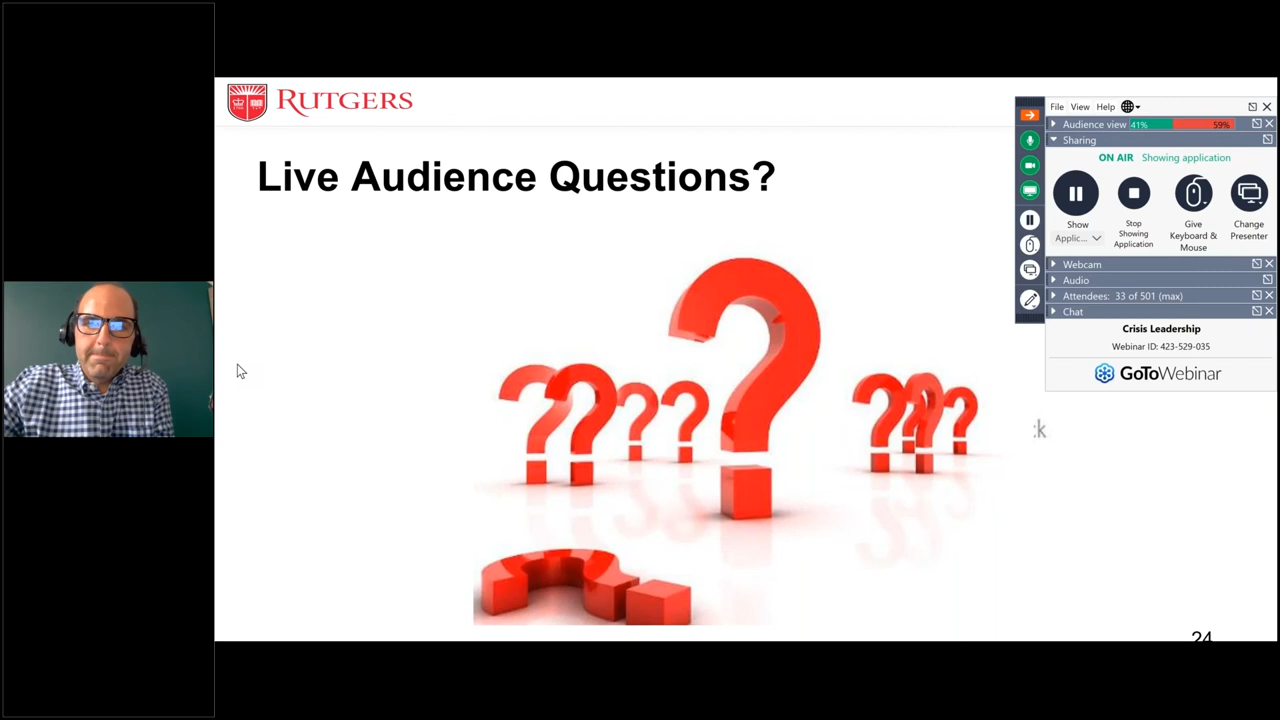 RUTGERS
Live Audience Questions?
File View Help
Audience view 41% 59%
Sharing
ON AIR Showing application
Show
Applic...
Stop
Showing
Application
Give
Keyboard &
Mouse
Change
Presenter
Webcam
Audio
Attendees: 33 of 501 (max)
Chat
Crisis Leadership
Webinar ID: 423-529-035
GoToWebinar
24